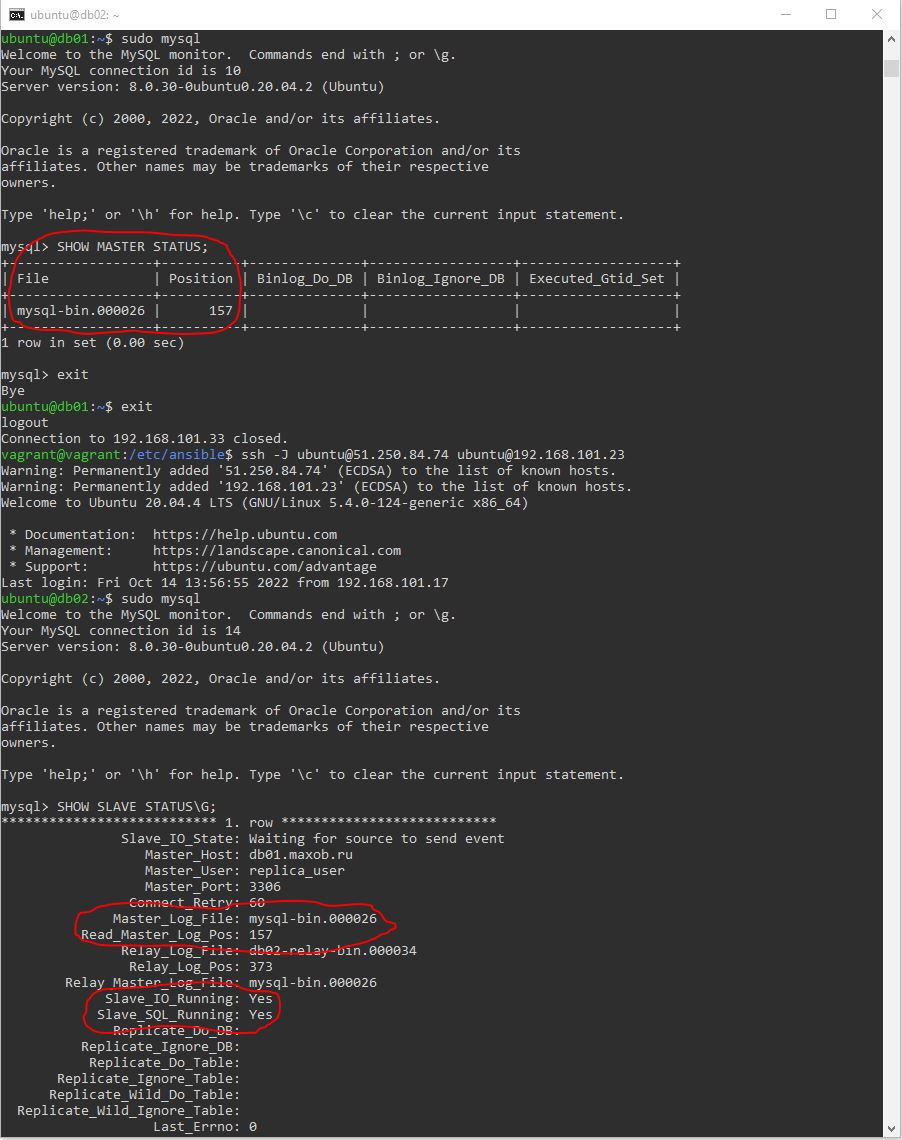 ubuntu@db02: ~
ubuntu@db01:~$ sudo mysql
Welcome to the MySQL monitor.  Commands end with ; or \g.
Your MySQL connection id is 10
Server version: 8.0.30-0ubuntu0.20.04.2 (Ubuntu)

Copyright (c) 2000, 2022, Oracle and/or its affiliates.

Oracle is a registered trademark of Oracle Corporation and/or its
affiliates. Other names may be trademarks of their respective
owners.

Type 'help;' or '\h' for help. Type '\c' to clear the current input statement.

mysql> SHOW MASTER STATUS;
+------------------+----------+--------------+------------------+-------------------+
| File             | Position | Binlog_Do_DB | Binlog_Ignore_DB | Executed_Gtid_Set |
+------------------+----------+--------------+------------------+-------------------+
| mysql-bin.000026 |      157 |              |                  |                   |
+------------------+----------+--------------+------------------+-------------------+
1 row in set (0.00 sec)

mysql> exit
Bye
ubuntu@db01:~$ exit
logout
Connection to 192.168.101.33 closed.
vagrant@vagrant:/etc/ansible$ ssh -J ubuntu@51.250.84.74 ubuntu@192.168.101.23
Warning: Permanently added '51.250.84.74' (ECDSA) to the list of known hosts.
Warning: Permanently added '192.168.101.23' (ECDSA) to the list of known hosts.
Welcome to Ubuntu 20.04.4 LTS (GNU/Linux 5.4.0-124-generic x86_64)

 * Documentation:  https://help.ubuntu.com
 * Management:     https://landscape.canonical.com
 * Support:        https://ubuntu.com/advantage
Last login: Fri Oct 14 13:56:55 2022 from 192.168.101.17
ubuntu@db02:~$ sudo mysql
Welcome to the MySQL monitor.  Commands end with ; or \g.
Your MySQL connection id is 14
Server version: 8.0.30-0ubuntu0.20.04.2 (Ubuntu)

Copyright (c) 2000, 2022, Oracle and/or its affiliates.

Oracle is a registered trademark of Oracle Corporation and/or its
affiliates. Other names may be trademarks of their respective
owners.

Type 'help;' or '\h' for help. Type '\c' to clear the current input statement.

mysql> SHOW SLAVE STATUS\G;
*************************** 1. row ***************************
               Slave_IO_State: Waiting for source to send event
                  Master_Host: db01.maxob.ru
                  Master_User: replica_user
                  Master_Port: 3306
                Connect_Retry: 60
              Master_Log_File: mysql-bin.000026
          Read_Master_Log_Pos: 157
               Relay_Log_File: db02-relay-bin.000034
                Relay_Log_Pos: 373
        Relay_Master_Log_File: mysql-bin.000026
             Slave_IO_Running: Yes
            Slave_SQL_Running: Yes
              Replicate_Do_DB:
          Replicate_Ignore_DB:
           Replicate_Do_Table:
       Replicate_Ignore_Table:
      Replicate_Wild_Do_Table:
  Replicate_Wild_Ignore_Table:
                   Last_Errno: 0